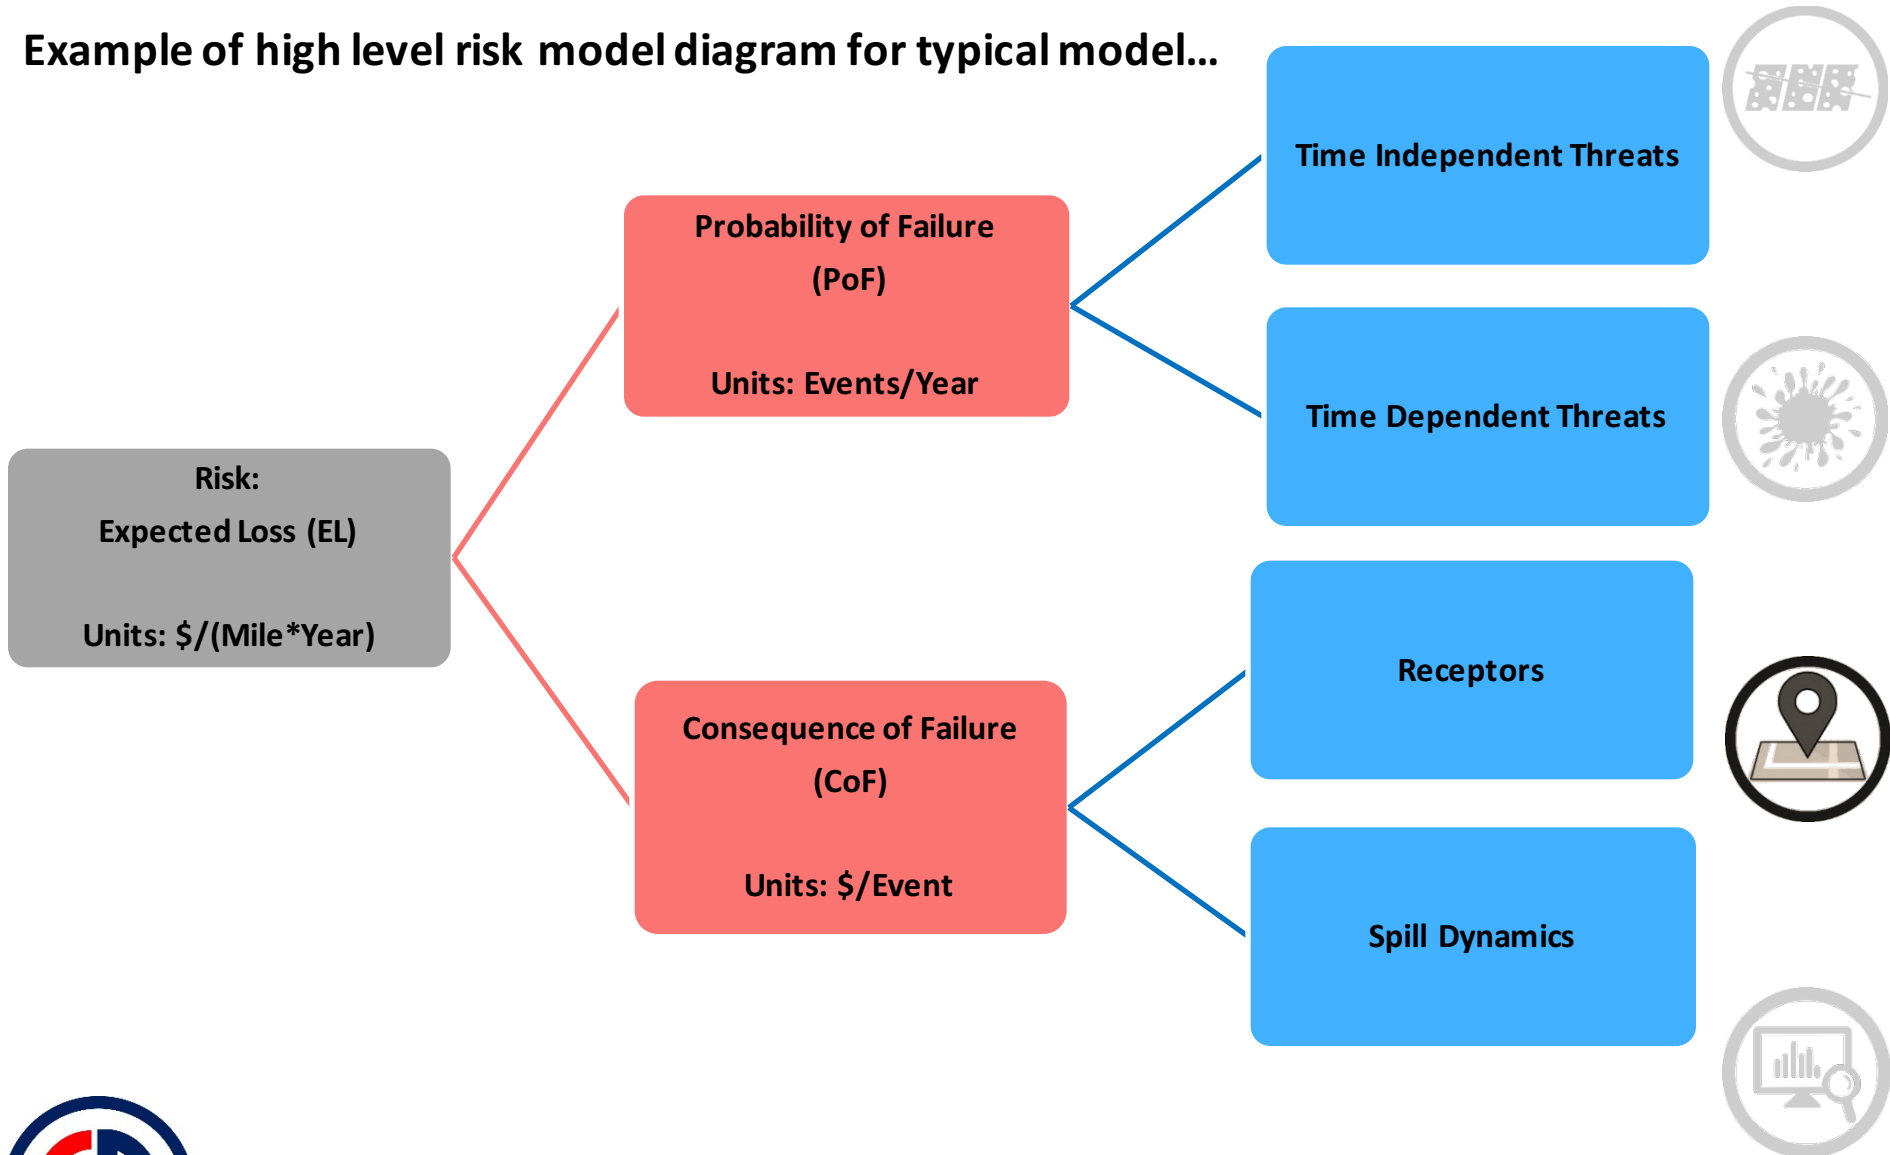 Example of high level risk model diagram for typical model…
Time Independent Threats
Probability of Failure
(PoF)
Units: Events/Year
Time Dependent Threats
Risk:
Expected Loss (EL)
Units: $/(Mile*Year)
Receptors
Consequence of Failure
(CoF)
Units: $/Event
Spill Dynamics